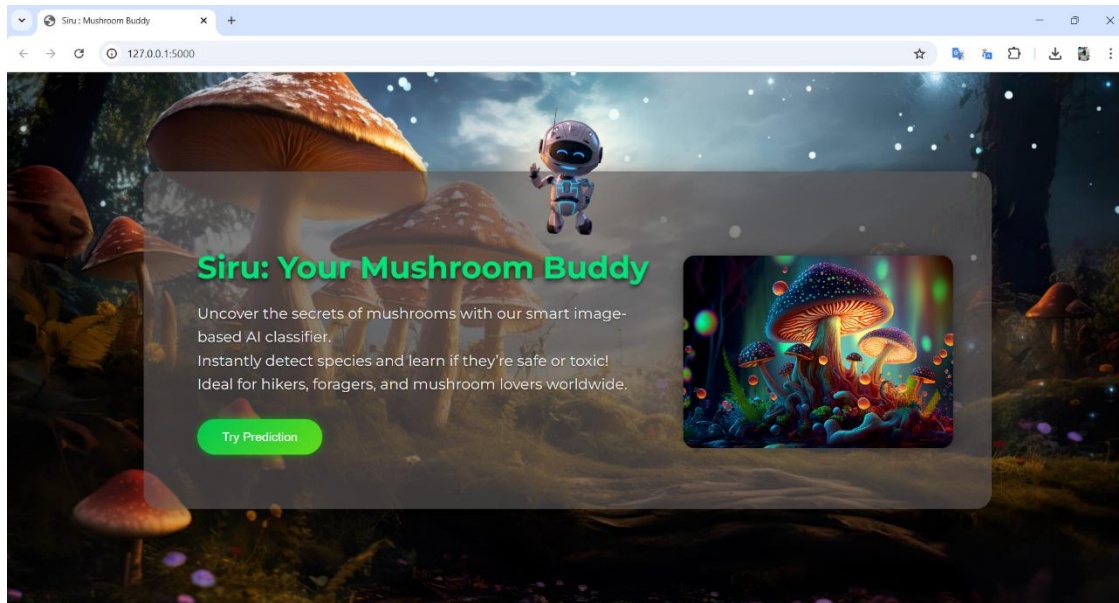 Siru : Mushroom Buddy
127.0.0.1:5000
Siru: Your Mushroom Buddy
Uncover the secrets of mushrooms with our smart image-
based AI classifier.
Instantly detect species and learn if they’re safe or toxic!
Ideal for hikers, foragers, and mushroom lovers worldwide.
Try Prediction